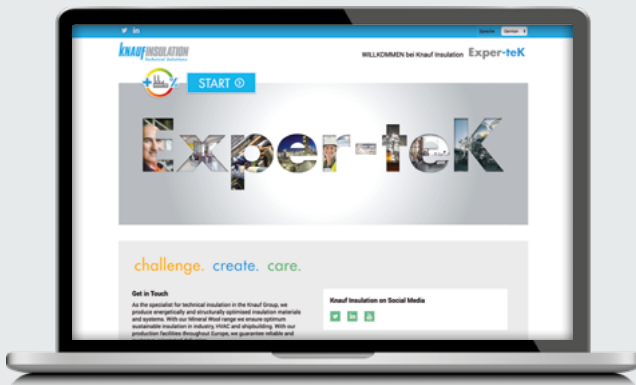 Sprache German
KNAUFINSULATION
Technical Solutions
WILLKOMMEN bei Knauf Insulation Exper-teK
+ %
START
Exper-teK
challenge. create. care.
Get in Touch
As the specialist for technical insulation in the Knauf Group, we
produce energetically and structurally optimised insulation materials
and systems. With our Mineral Wool range we ensure optimum
sustainable insulation in industry, HVAC and shipbuilding. With our
production facilities throughout Europe, we guarantee reliable and
Knauf Insulation on Social Media